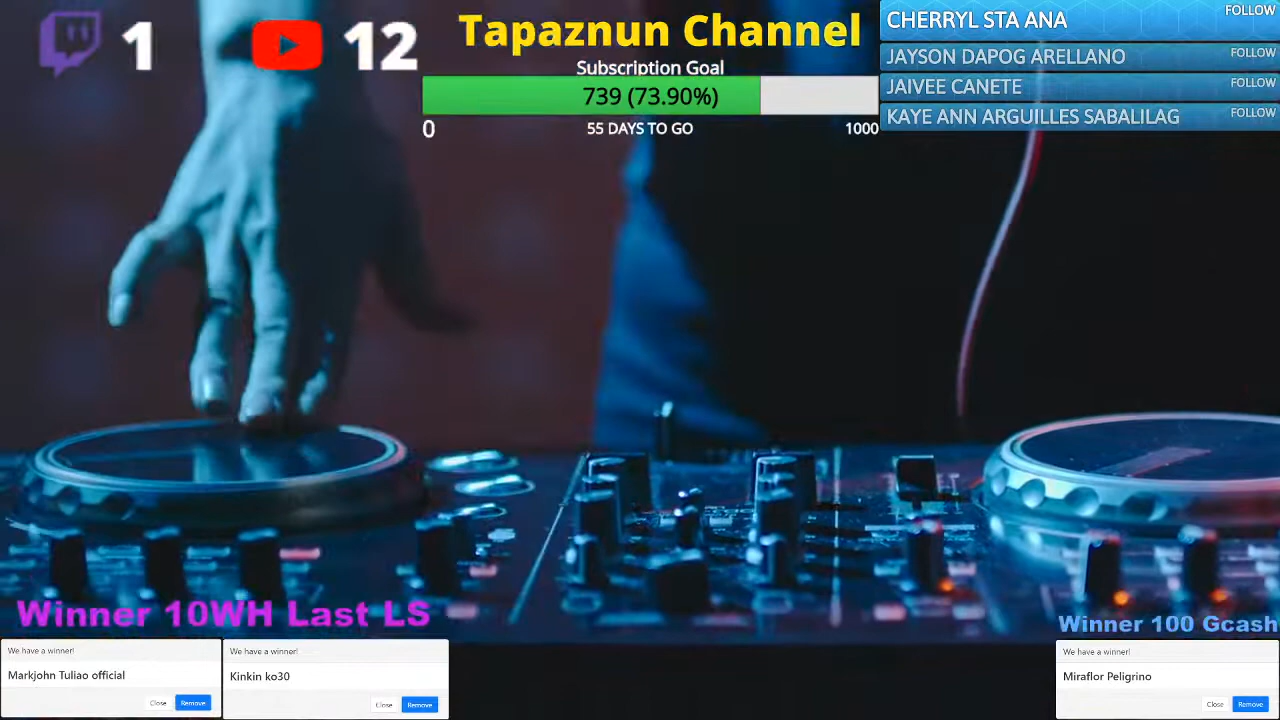 1
12
Tapaznun Channel
Subscription Goal
739 (73.90%)
0
55 DAYS TO GO
1000
CHERRYL STA ANA
FOLLOW
JAYSON DAPOG ARELLANO
FOLLOW
JAIVEE CANETE
FOLLOW
KAYE ANN ARGUILLES SABALILAG
FOLLOW
Winner 10WH Last LS
We have a winner!
Markjohn Tuliao official
Close
Remove
We have a winner!
Kinkin ko30
Close
Remove
Winner 100 Gcash
We have a winner!
Miraflor Peligrino
Close
Remove